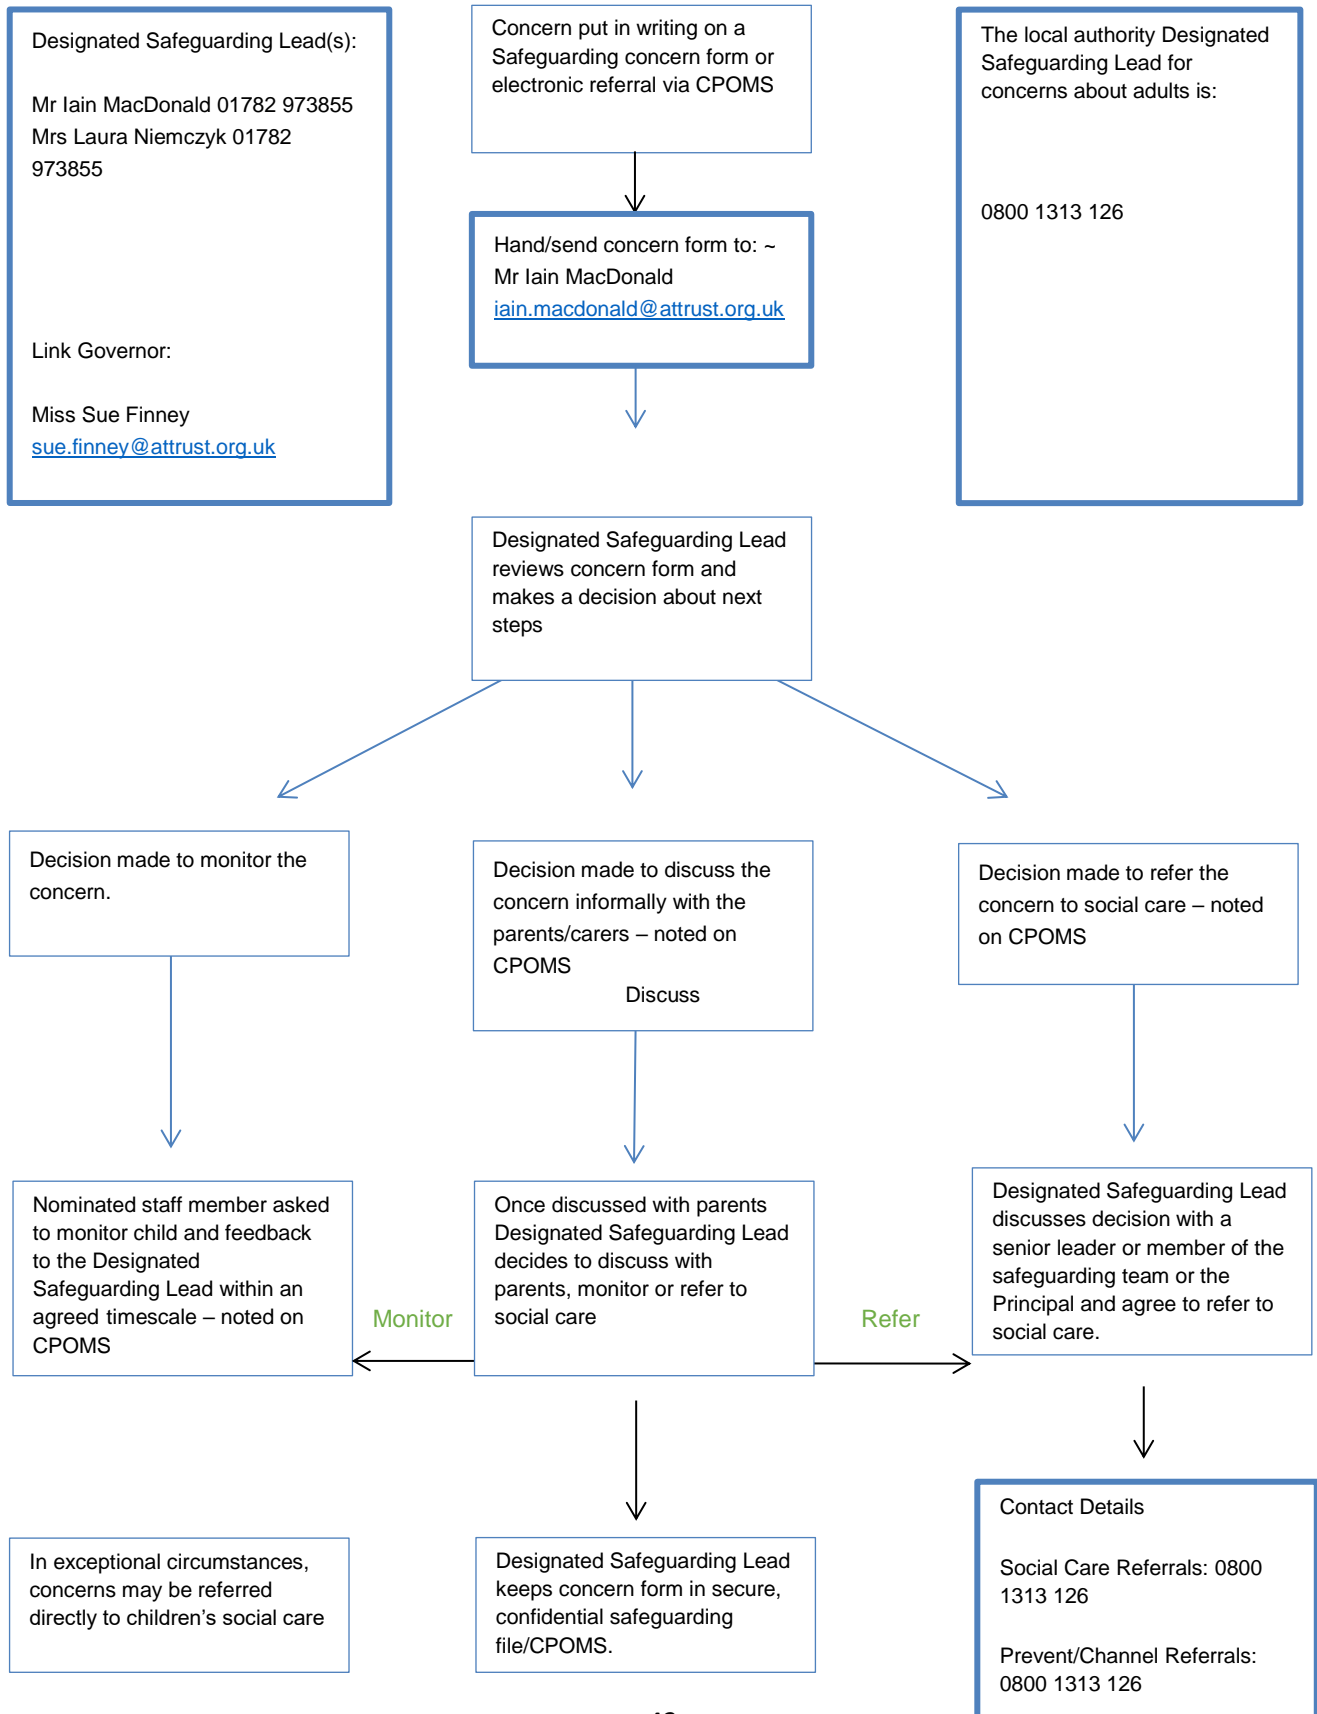 Designated Safeguarding Lead(s):
Mr Iain MacDonald 01782 973855
Mrs Laura Niemczyk 01782
973855
Link Governor:
Miss Sue Finney
sue.finney@attrust.org.uk
Concern put in writing on a
Safeguarding concern form or
electronic referral via CPOMS
Hand/send concern form to: ~
Mr Iain MacDonald
iain.macdonald@attrust.org.uk
The local authority Designated
Safeguarding Lead for
concerns about adults is:
0800 1313 126
Designated Safeguarding Lead
reviews concern form and
makes a decision about next
steps
Decision made to monitor the
concern.
Decision made to discuss the
concern informally with the
parents/carers – noted on
CPOMS
Discuss
Decision made to refer the
concern to social care – noted
on CPOMS
Nominated staff member asked
to monitor child and feedback
to the Designated
Safeguarding Lead within an
agreed timescale – noted on
CPOMS
Monitor
Once discussed with parents
Designated Safeguarding Lead
decides to discuss with
parents, monitor or refer to
social care
Refer
Designated Safeguarding Lead
discusses decision with a
senior leader or member of the
safeguarding team or the
Principal and agree to refer to
social care.
In exceptional circumstances,
concerns may be referred
directly to children’s social care
Designated Safeguarding Lead
keeps concern form in secure,
confidential safeguarding
file/CPOMS.
Contact Details
Social Care Referrals: 0800
1313 126
Prevent/Channel Referrals:
0800 1313 126